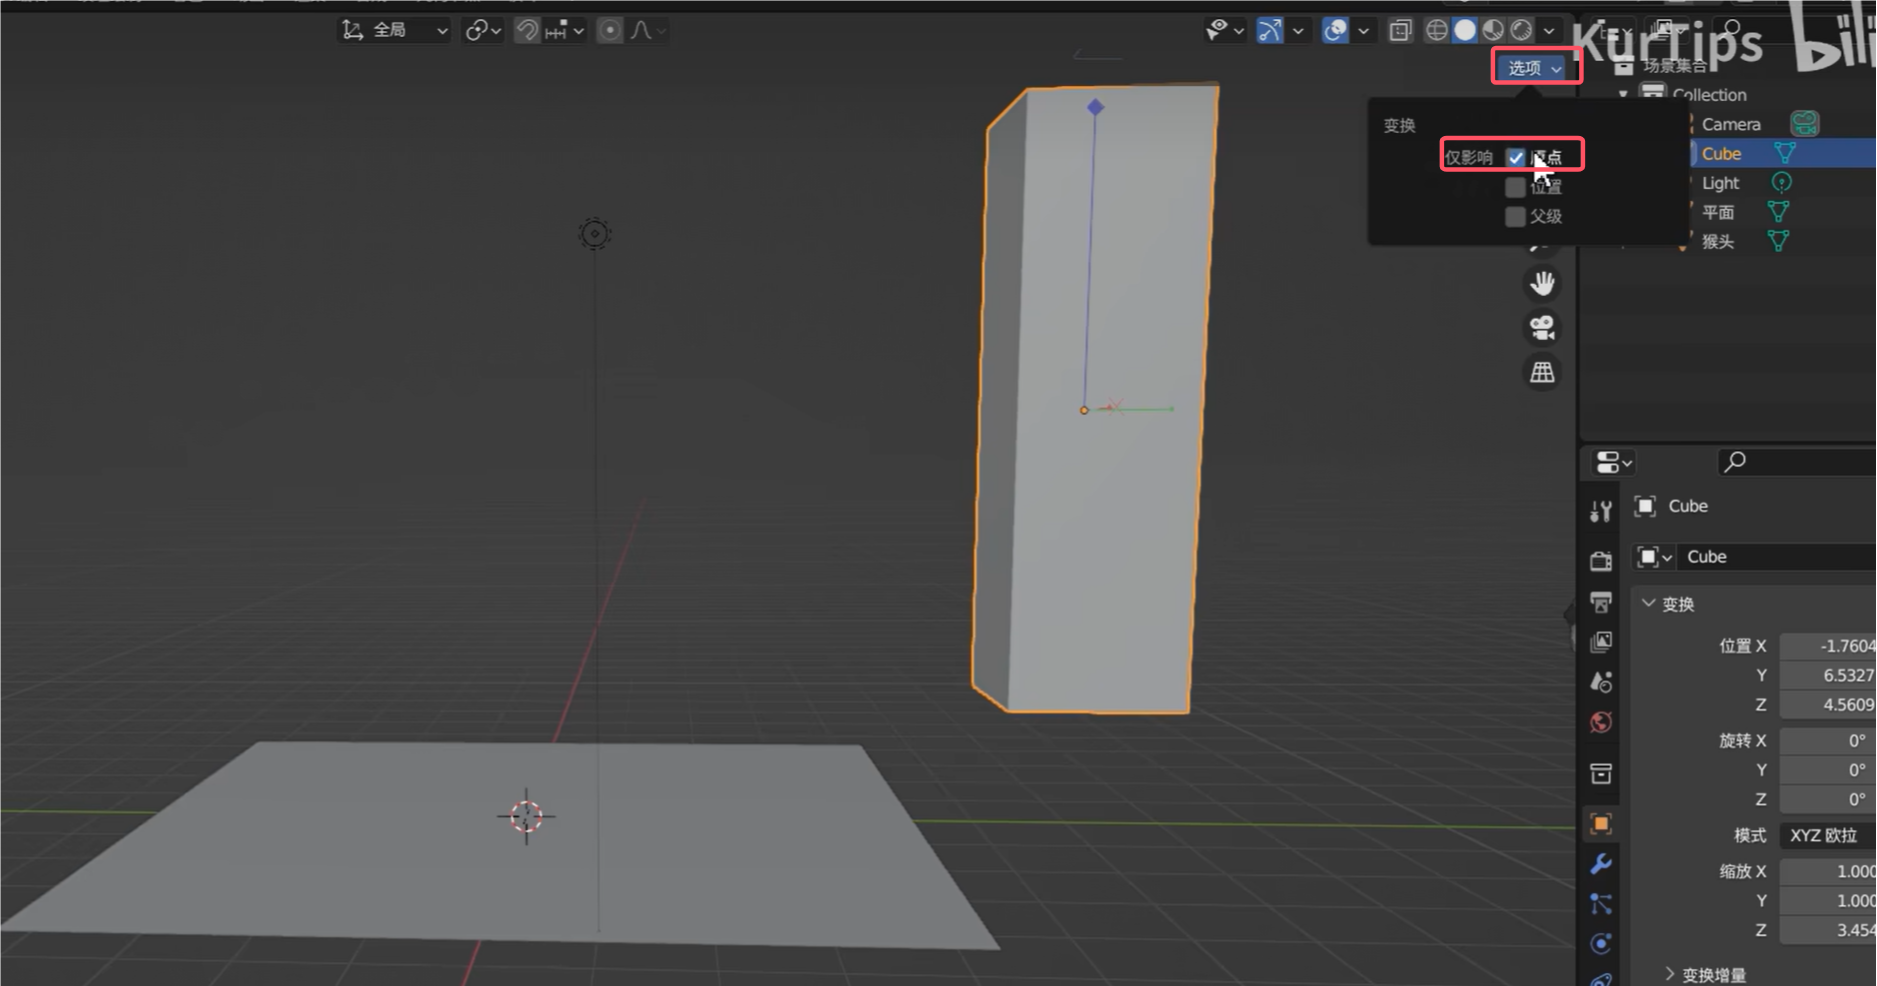 全局
KurTips
bili
选项
场景集合
Collection
变换
Camera
仅影响 原点
Cube
位置
Light
父级
平面
猴头
Cube
Cube
变换
位置 X -1.7604
Y 6.5327
Z 4.5609
旋转 X 0°
Y 0°
Z 0°
模式 XYZ 欧拉
缩放 X 1.000
Y 1.000
Z 3.454
变换增量